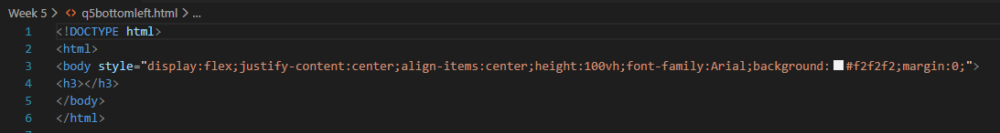 Week 5 > <> q5bottomleft.html > ...
1 <!DOCTYPE html>
2 <html>
3 <body style="display:flex;justify-content:center;align-items:center;height:100vh;font-family:Arial;background:#f2f2f2;margin:0;">
4 <h3></h3>
5 </body>
6 </html>